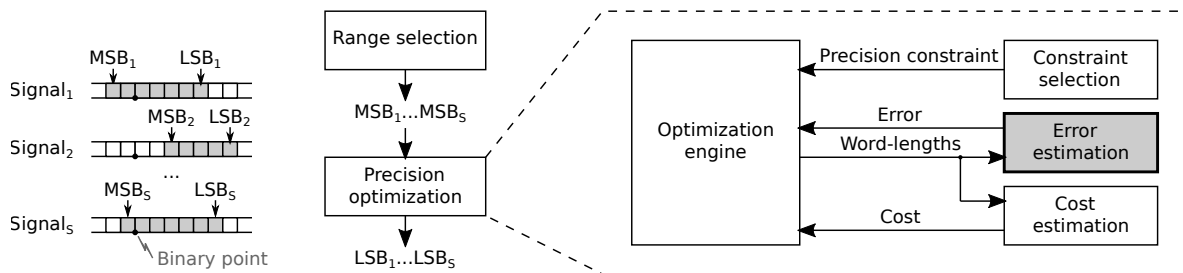 MSB₁ LSB₁
Signal₁
MSB₂ LSB₂
Signal₂
...
MSBₛ LSBₛ
Signalₛ
Binary point
Range selection
MSB₁...MSBₛ
Precision
optimization
LSB₁...LSBₛ
Optimization
engine
Precision constraint
Constraint
selection
Error
Error
estimation
Word-lengths
Cost
Cost
estimation